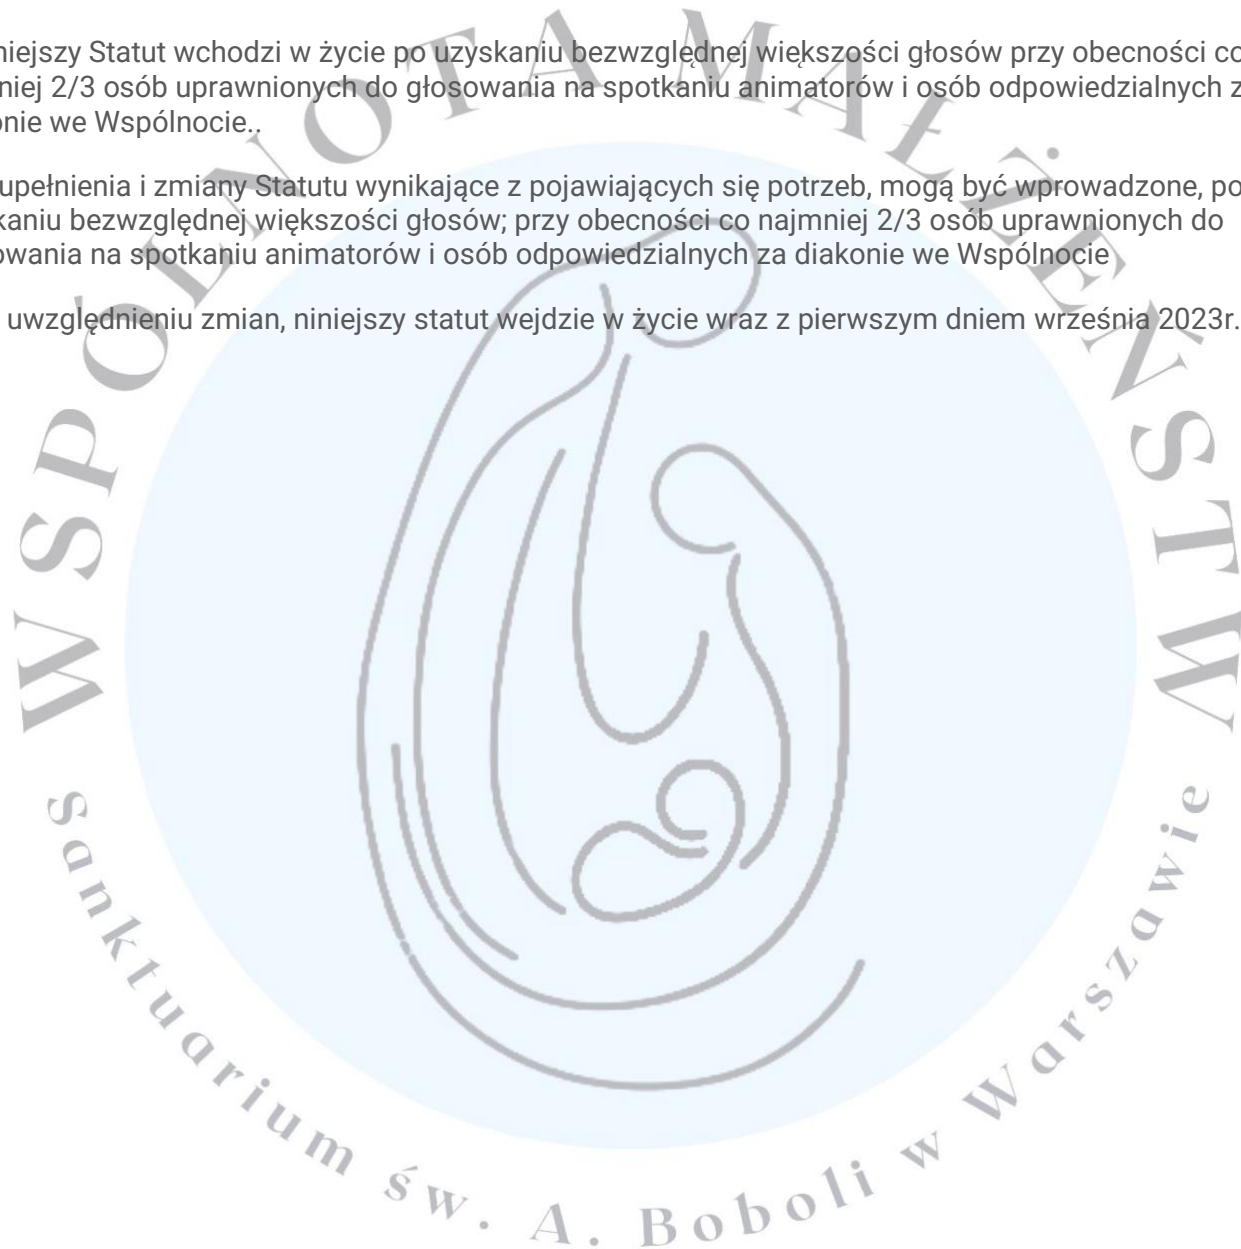 niejszy Statut wchodzi w życie po uzyskaniu bezwzględnej większości głosów przy obecności co
niej 2/3 osób uprawnionych do głosowania na spotkaniu animatorów i osób odpowiedzialnych z
onie we Wspólnocie..
upełnienia i zmiany Statutu wynikające z pojawiających się potrzeb, mogą być wprowadzone, po
kaniu bezwzględnej większości głosów; przy obecności co najmniej 2/3 osób uprawnionych do
owania na spotkaniu animatorów i osób odpowiedzialnych za diakonie we Wspólnocie
uwzględnieniu zmian, niniejszy statut wejdzie w życie wraz z pierwszym dniem września 2023r.
WSPÓLNOTA MAŁŻEŃSTW
Sanktuarium św. A. Boboli w Warszawie